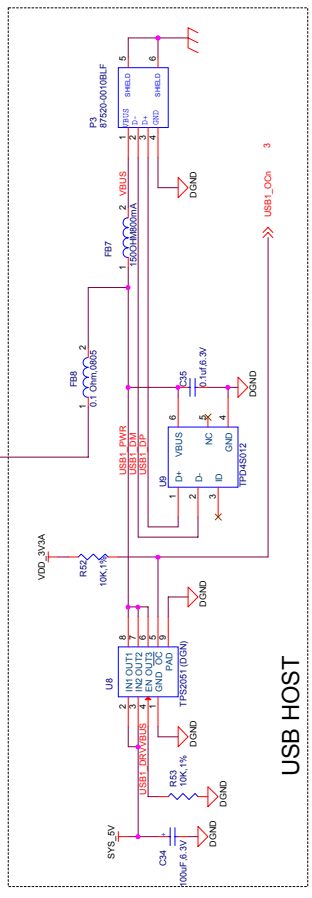 P3
87520-0010BLF
5
6
SHIELD
SHIELD
VBUS
D-
D+
GND
1
2
3
4
VBUS
DGND
3
USB1_OCn
2
FB7
150OHM800mA
1
2
FB8
0.1 Ohm,0805
1
C35
0.1uf,6.3V
DGND
USB1_PWR
USB1_DM
USB1_DP
6
5
4
VBUS
NC
GND
U9
TPD4S012
D+
D-
ID
1
2
3
VDD_3V3A
R52
10K,1%
DGND
8
7
6
5
9
U8
IN1 OUT1
IN2 OUT2
EN OUT3
GND OC
PAD
TPS2051 (DGN)
2
3
4
1
USB1_DRVVBUS
DGND
R53
10K,1%
DGND
SYS_5V
+
C34
100uF,6.3V
DGND
USB HOST